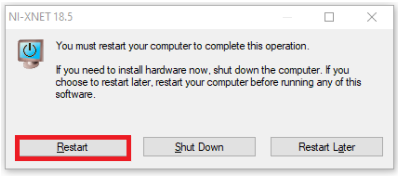 NI-XNET 18.5
You must restart your computer to complete this operation.
If you need to install hardware now, shut down the computer. If you
choose to restart later, restart your computer before running any of this
software.
Restart
Shut Down
Restart Later